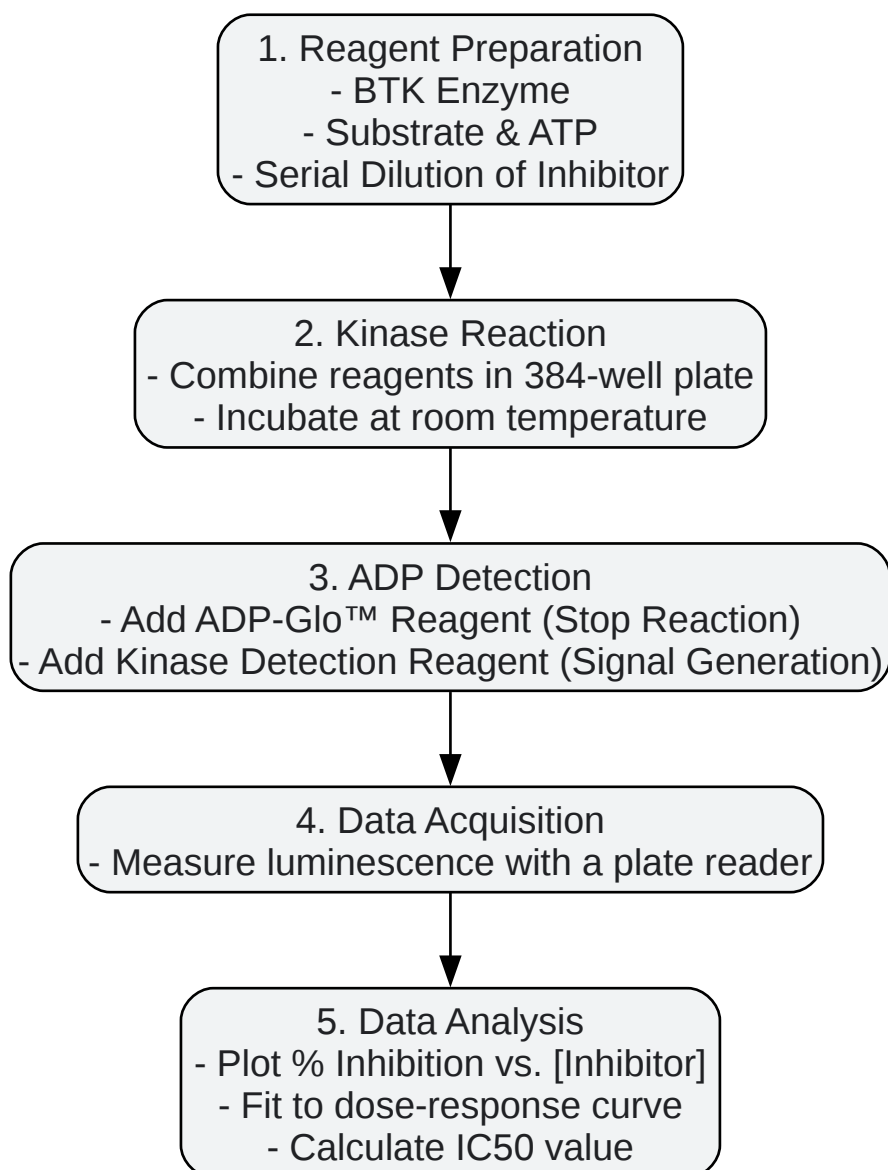 1. Reagent Preparation
- BTK Enzyme
- Substrate & ATP
- Serial Dilution of Inhibitor
2. Kinase Reaction
- Combine reagents in 384-well plate
- Incubate at room temperature
3. ADP Detection
- Add ADP-Glo™ Reagent (Stop Reaction)
- Add Kinase Detection Reagent (Signal Generation)
4. Data Acquisition
- Measure luminescence with a plate reader
5. Data Analysis
- Plot % Inhibition vs. [Inhibitor]
- Fit to dose-response curve
- Calculate IC50 value